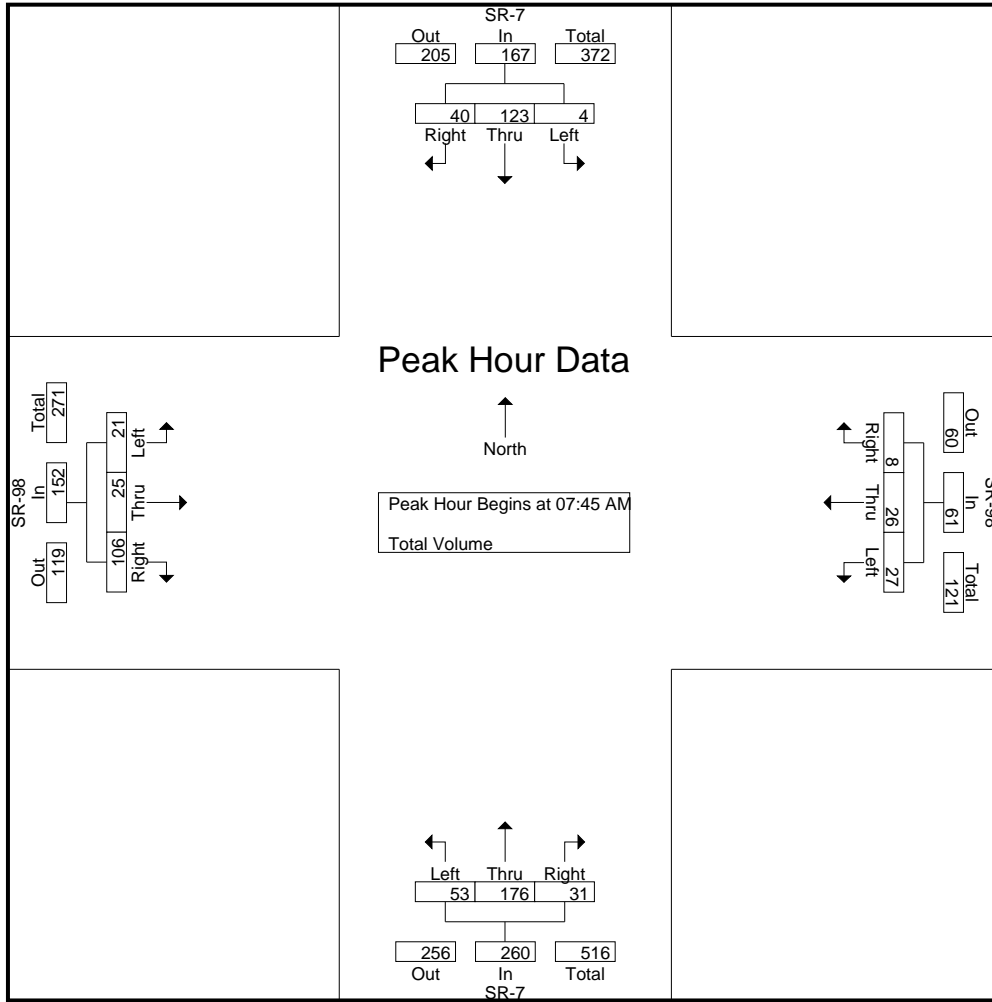 SR-7
Out In Total
205 167 372
40 123 4
Right Thru Left
Peak Hour Data
North
Peak Hour Begins at 07:45 AM
Total Volume
SR-98
Total In Out
271 152 119
21 25 106
Left Thru Right
SR-98
Out In Total
60 61 121
8 26 27
Right Thru Left
Left Thru Right
53 176 31
256 260 516
Out In Total
SR-7